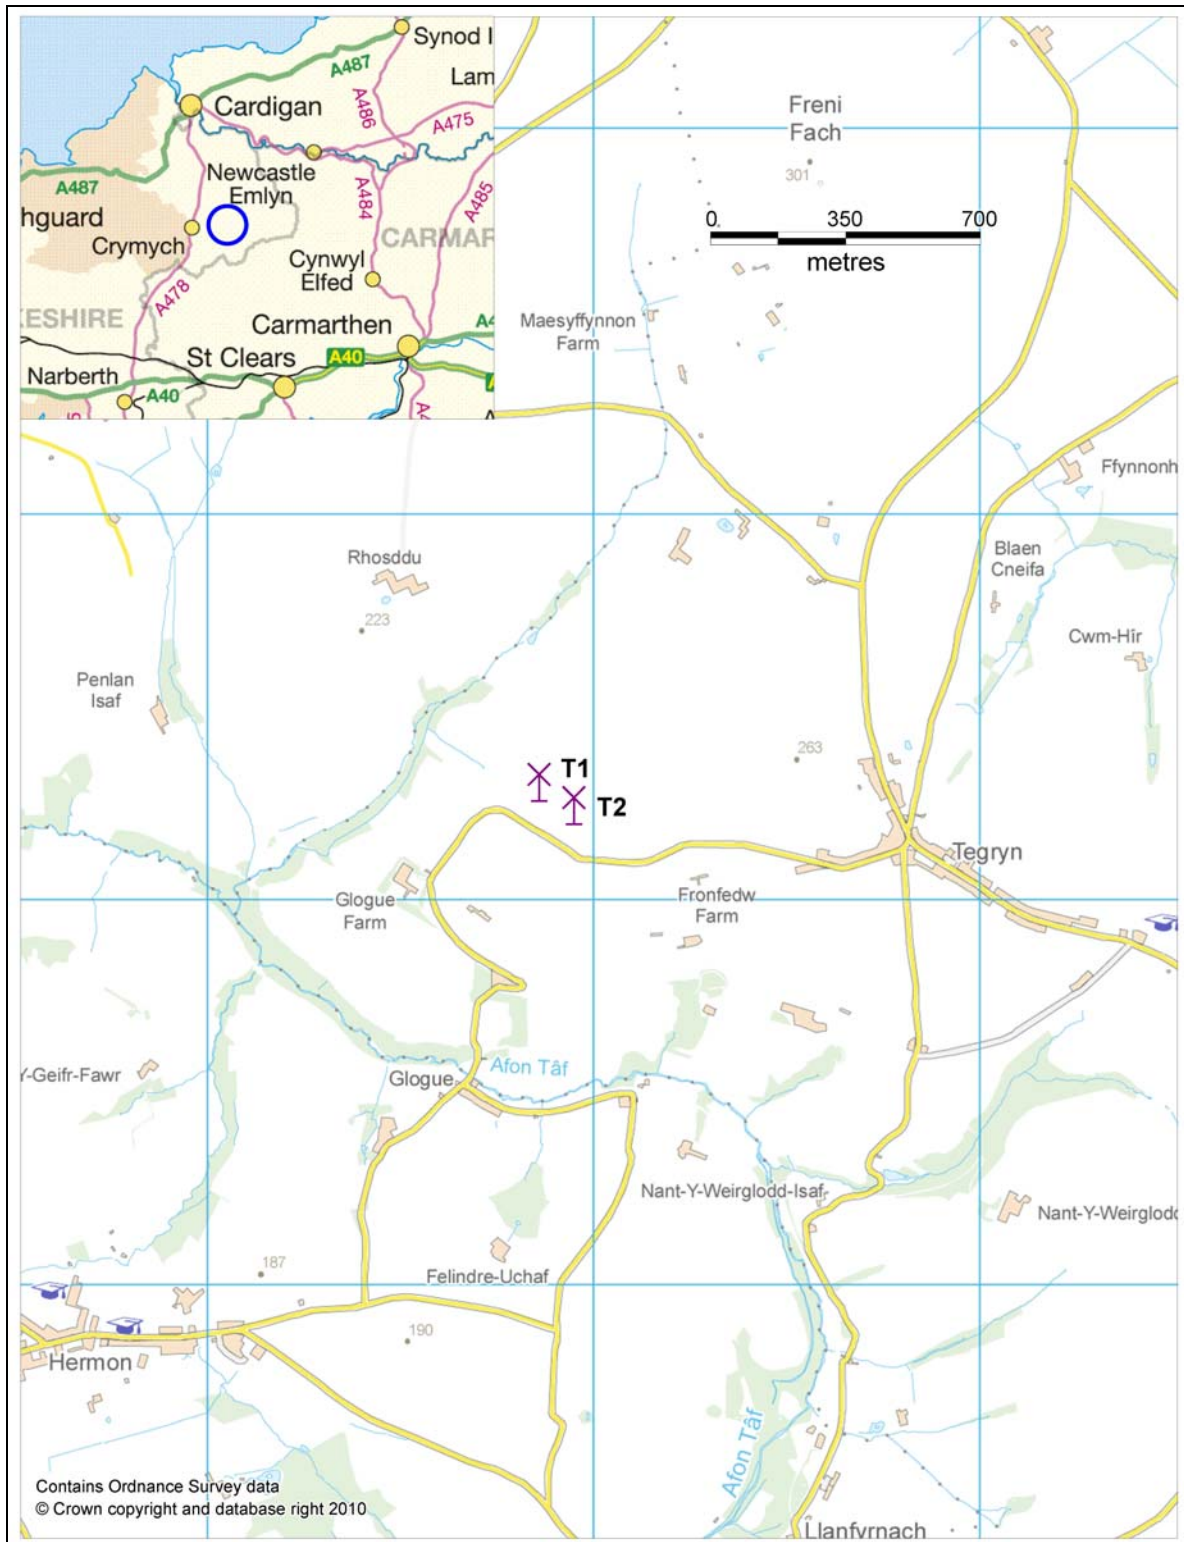 Synod I
A487
Lam
A486
Cardigan
A475
Newcastle
Emlyn
A487
A484
A485
hguard
CARMAR
Crymych
Cynwyl
Elfed
A478
KESHIRE
Carmarthen
A4
St Clears
A40
Narberth
A40
Freni
Fach
301
0
350
700
metres
Maesyffynnon
Farm
Ffynnonh
Rhosddu
Blaen
Cneifa
223
Cwm-Hîr
Penlan
Isaf
263
T1
T2
Tegryn
Glogue
Farm
Fronfedw
Farm
Afon Tâf
Y-Geifr-Fawr
Glogue
Nant-Y-Weirglodd-Isaf
Nant-Y-Weirglodd
187
Felindre-Uchaf
190
Hermon
Afon Tâf
Contains Ordnance Survey data
© Crown copyright and database right 2010
Llanfyrnach